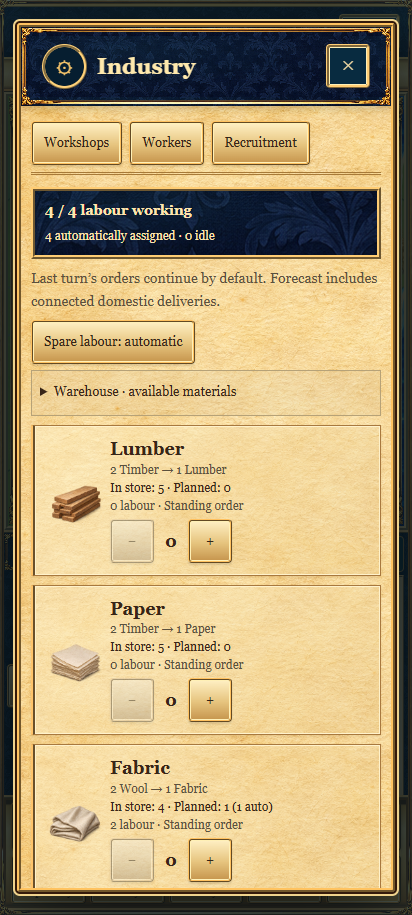 Industry
×
Workshops
Workers
Recruitment
4 / 4 labour working
4 automatically assigned · 0 idle
Last turn’s orders continue by default. Forecast includes
connected domestic deliveries.
Spare labour: automatic
▶ Warehouse · available materials
Lumber
2 Timber → 1 Lumber
In store: 5 · Planned: 0
0 labour · Standing order
− 0 +
Paper
2 Timber → 1 Paper
In store: 5 · Planned: 0
0 labour · Standing order
− 0 +
Fabric
2 Wool → 1 Fabric
In store: 4 · Planned: 1 (1 auto)
2 labour · Standing order
− 0 +